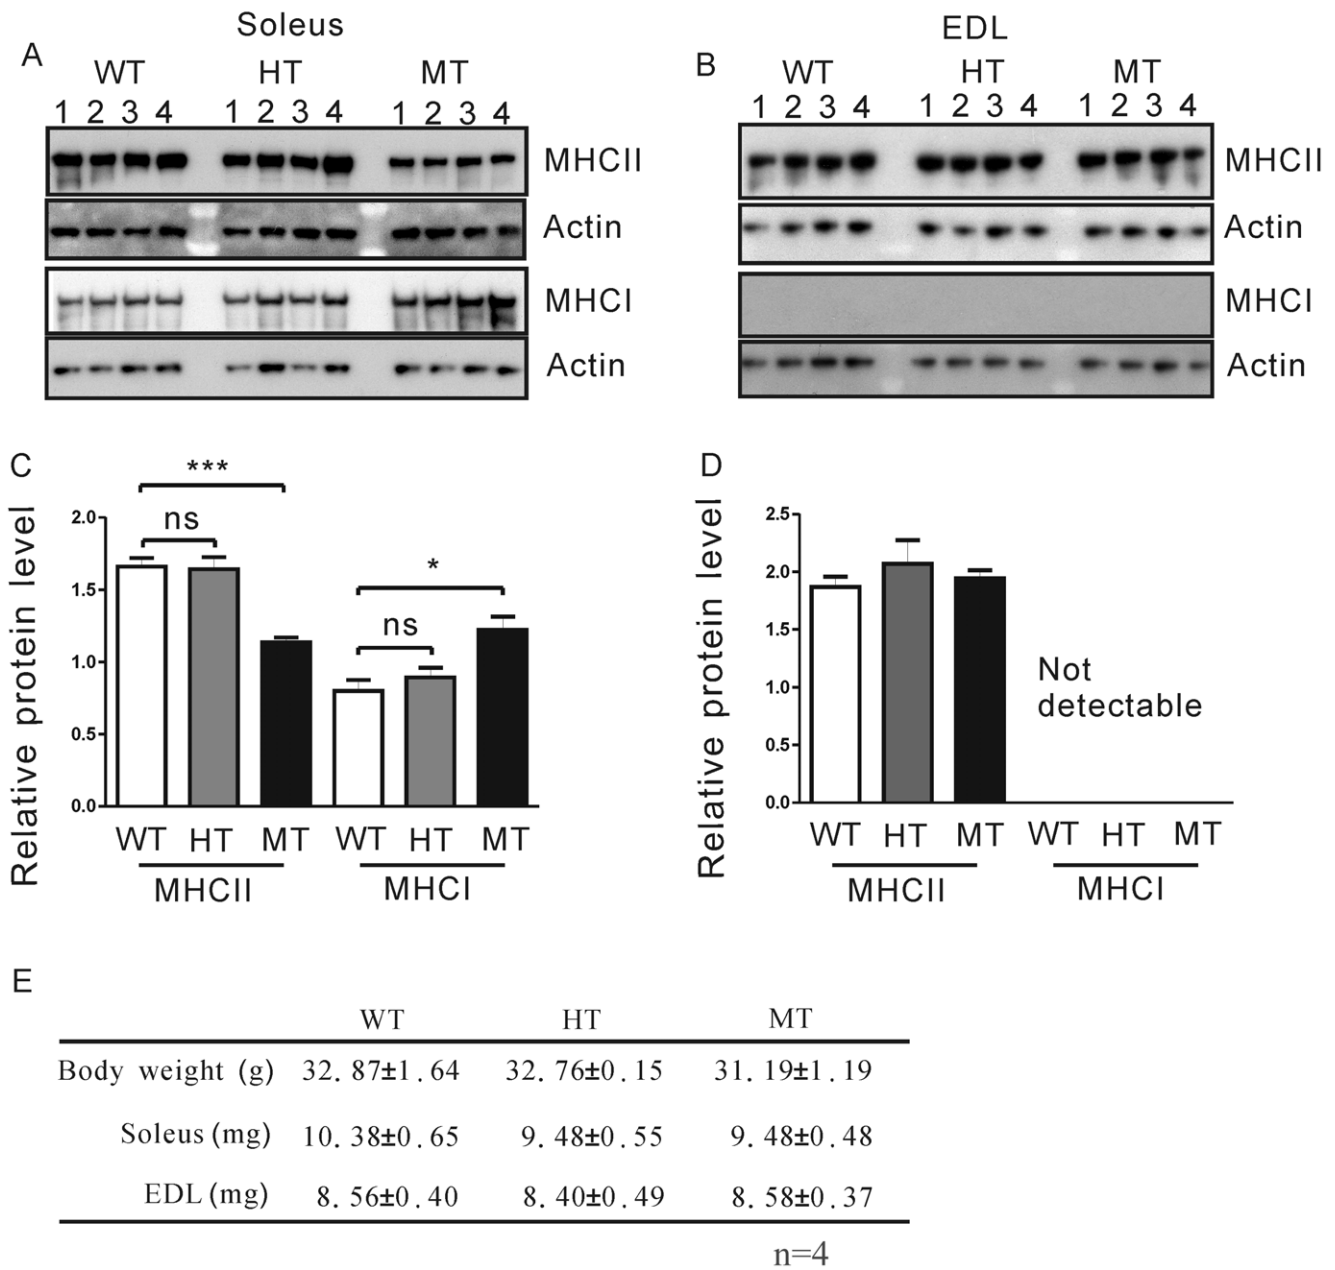 Soleus
A
WT HT MT
1 2 3 4 1 2 3 4 1 2 3 4
MHCII
Actin
MHCI
Actin
EDL
B
WT HT MT
1 2 3 4 1 2 3 4 1 2 3 4
MHCII
Actin
MHCI
Actin
C
Relative protein level
2.0
1.5
1.0
0.5
0.0
***
ns
*
ns
WT HT MT WT HT MT
MHCII MHCI
D
Relative protein level
2.5
2.0
1.5
1.0
0.5
0.0
Not
detectable
WT HT MT WT HT MT
MHCII MHCI
E
WT HT MT
Body weight (g) 32. 87±1. 64 32. 76±0. 15 31. 19±1. 19
Soleus (mg) 10. 38±0. 65 9. 48±0. 55 9. 48±0. 48
EDL (mg) 8. 56±0. 40 8. 40±0. 49 8. 58±0. 37
n=4